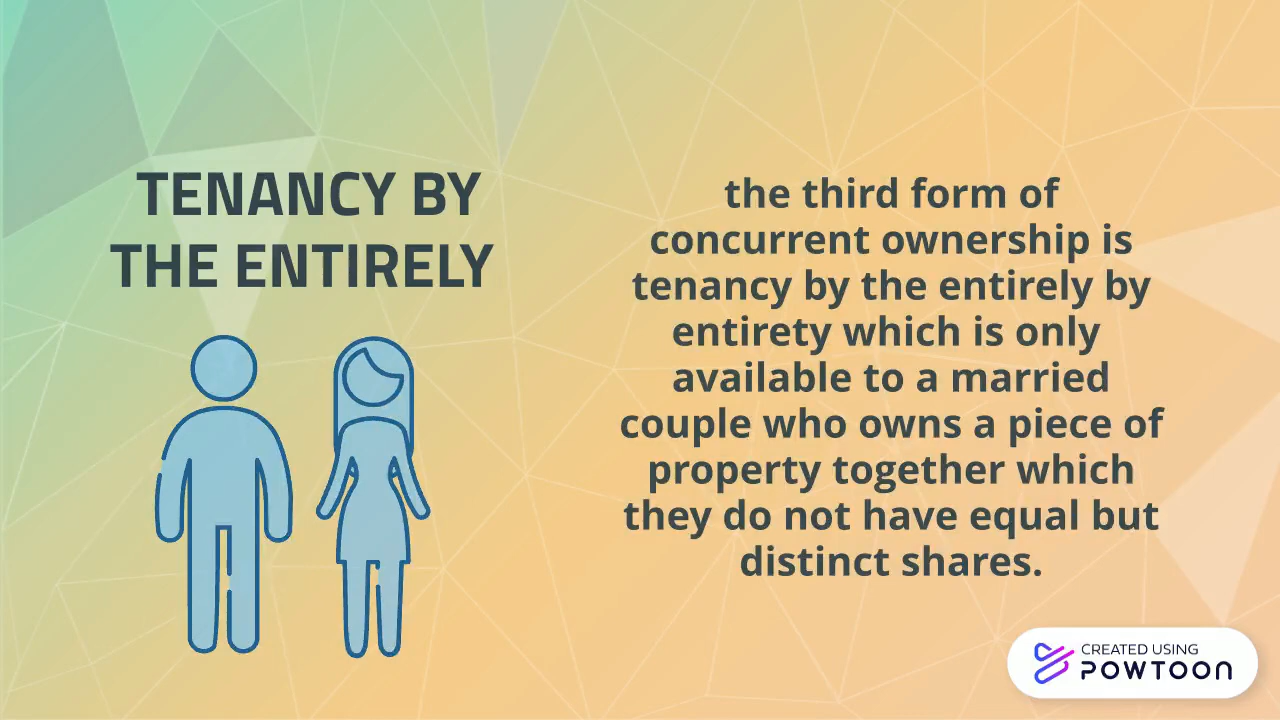 TENANCY BY
THE ENTIRELY
the third form of
concurrent ownership is
tenancy by the entirely by
entirety which is only
available to a married
couple who owns a piece of
property together which
they do not have equal but
distinct shares.
CREATED USING
POWTOON